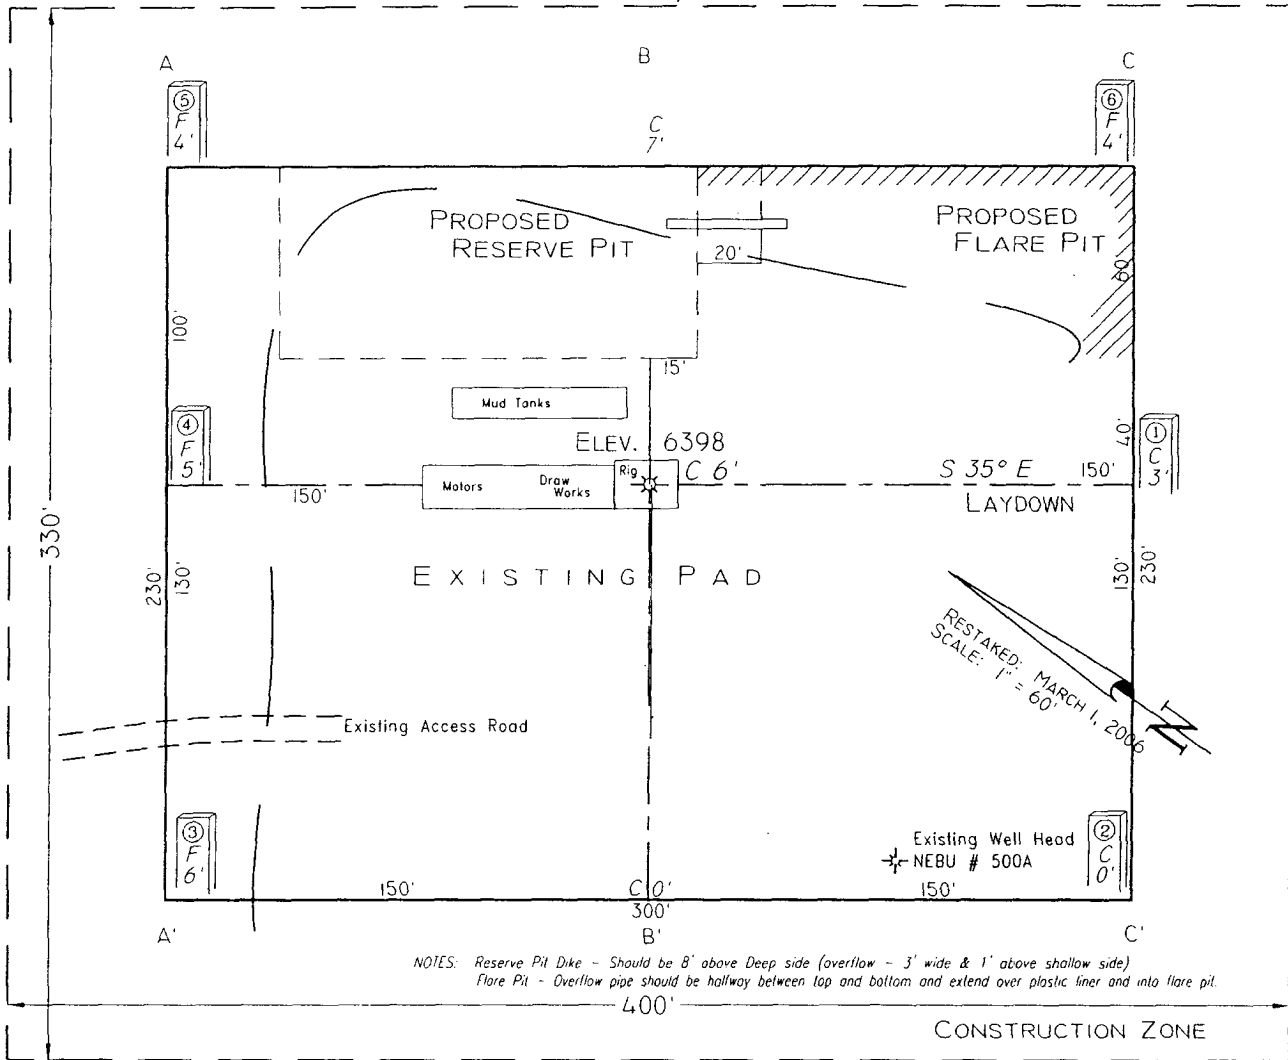 A
B
C
⑤
F
4'
C
7'
⑥
F
4'
PROPOSED
RESERVE PIT
PROPOSED
FLARE PIT
20'
60'
100'
15'
Mud Tanks
④
F
5'
ELEV. 6398
Rig
C 6'
Motors
Draw
Works
150'
S 35° E
150'
LAYDOWN
40'
①
C
3'
330'
EXISTING PAD
230'
130'
130'
230'
RESTAKED: MARCH 1, 2006
SCALE: 1" = 60'
N
Existing Access Road
③
F
6'
Existing Well Head
NEBU # 500A
②
C
0'
150'
C 0'
150'
300'
A'
B'
C'
NOTES: Reserve Pit Dike - Should be 8' above Deep side (overflow - 3' wide & 1' above shallow side)
Flare Pit - Overflow pipe should be halfway between top and bottom and extend over plastic liner and into flare pit.
400'
CONSTRUCTION ZONE